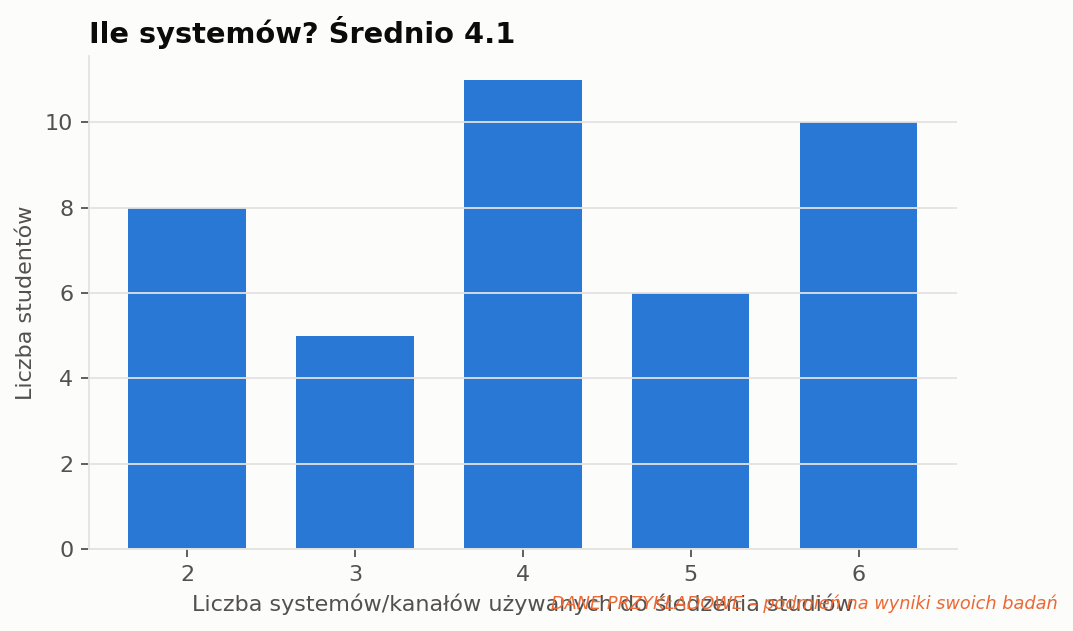 Ile systemów? Średnio 4.1
10
8
6
4
2
0
Liczba studentów
2 3 4 5 6
Liczba systemów/kanałów używanych do śledzenia studiów
DANE PRZYKŁADOWE – podmień na wyniki swoich badań